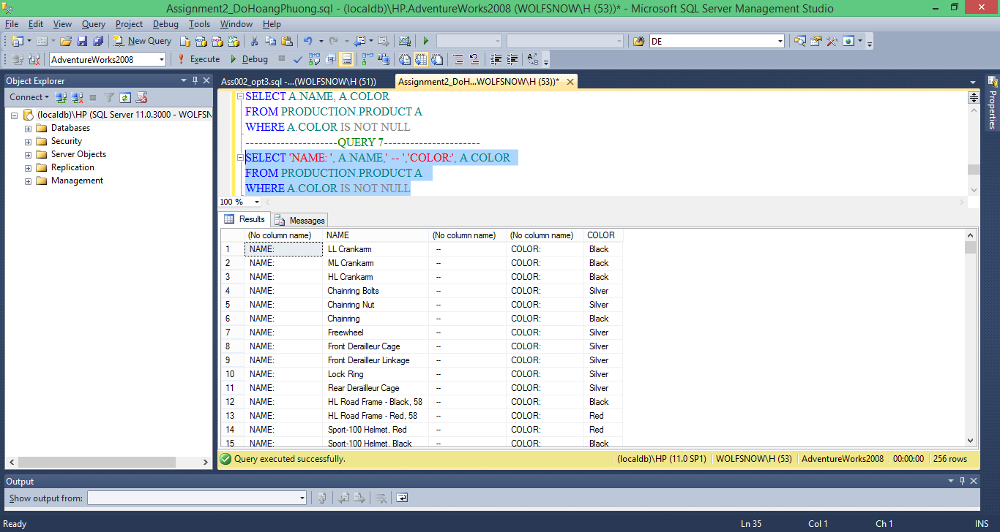 Assignment2_DoHoangPhuong.sql - (localdb)\HP.AdventureWorks2008 (WOLFSNOW\H (53))* - Microsoft SQL Server Management Studio
File Edit View Query Project Debug Tools Window Help
New Query DE
AdventureWorks2008 Execute Debug
Object Explorer
Connect
(localdb)\HP (SQL Server 11.0.3000 - WOLFSN
Databases
Security
Server Objects
Replication
Management
Ass002_opt3.sql -...(WOLFSNOW\H (51)) Assignment2_DoH...WOLFSNOW\H (53))*
SELECT A.NAME, A.COLOR
FROM PRODUCTION.PRODUCT A
WHERE A.COLOR IS NOT NULL
---------------------QUERY 7----------------------
SELECT 'NAME: ', A.NAME,' -- ','COLOR:', A.COLOR
FROM PRODUCTION.PRODUCT A
WHERE A.COLOR IS NOT NULL
100 %
Results Messages
(No column name) NAME (No column name) (No column name) COLOR
1 NAME: LL Crankarm -- COLOR: Black
2 NAME: ML Crankarm -- COLOR: Black
3 NAME: HL Crankarm -- COLOR: Black
4 NAME: Chainring Bolts -- COLOR: Silver
5 NAME: Chainring Nut -- COLOR: Silver
6 NAME: Chainring -- COLOR: Black
7 NAME: Freewheel -- COLOR: Silver
8 NAME: Front Derailleur Cage -- COLOR: Silver
9 NAME: Front Derailleur Linkage -- COLOR: Silver
10 NAME: Lock Ring -- COLOR: Silver
11 NAME: Rear Derailleur Cage -- COLOR: Silver
12 NAME: HL Road Frame - Black, 58 -- COLOR: Black
13 NAME: HL Road Frame - Red, 58 -- COLOR: Red
14 NAME: Sport-100 Helmet, Red -- COLOR: Red
15 NAME: Sport-100 Helmet, Black -- COLOR: Black
Query executed successfully. (localdb)\HP (11.0 SP1) WOLFSNOW\H (53) AdventureWorks2008 00:00:00 256 rows
Properties
Output
Show output from:
Ready Ln 35 Col 1 Ch 1 INS